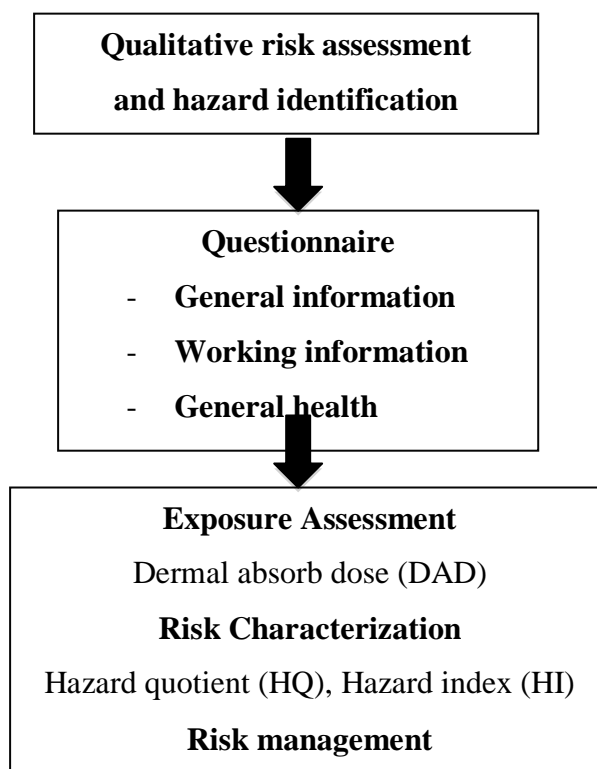 Qualitative risk assessment
and hazard identification
Questionnaire
- General information
- Working information
- General health
Exposure Assessment
Dermal absorb dose (DAD)
Risk Characterization
Hazard quotient (HQ), Hazard index (HI)
Risk management